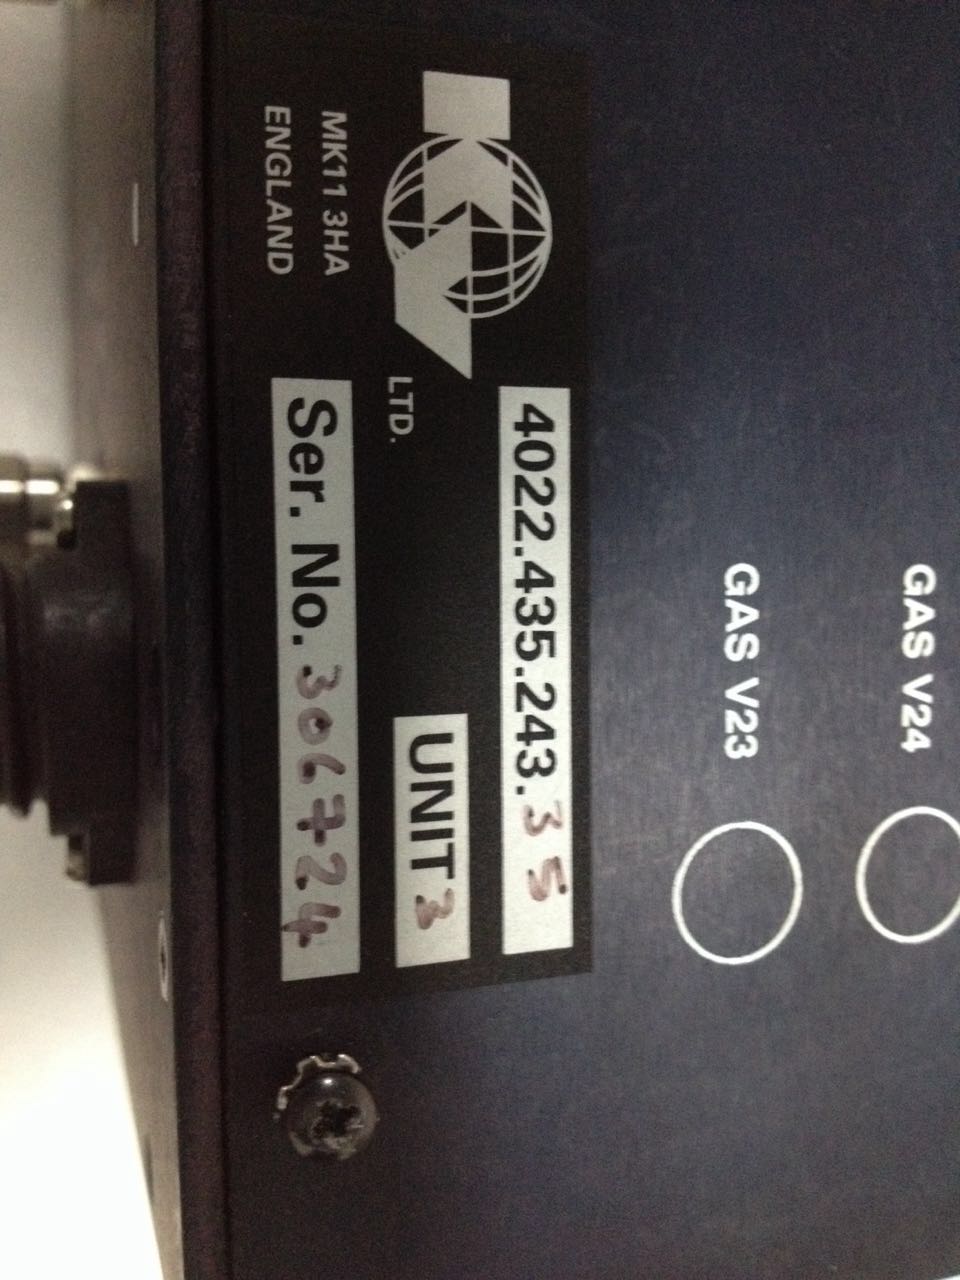 GAS V24
GAS V23
4022.435.243.35
LTD.
UNIT 3
MK11 3HA
ENGLAND
Ser. No. 306724